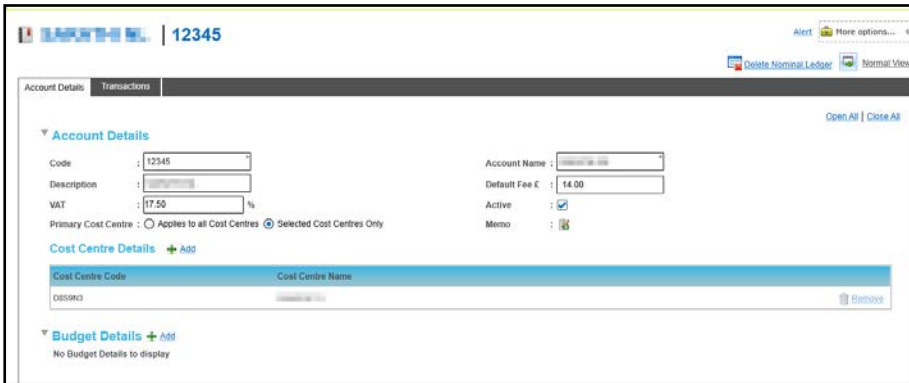 12345
Alert More options...
Delete Nominal Ledger Normal View
Account Details Transactions
Open All | Close All
Account Details
Code : 12345 * Account Name : *
Description : Default Fee £ : 14.00
VAT : 17.50 % Active :
Primary Cost Centre : Applies to all Cost Centres Selected Cost Centres Only Memo :
Cost Centre Details Add
Cost Centre Code Cost Centre Name
D8S9N3 Remove
Budget Details Add
No Budget Details to display